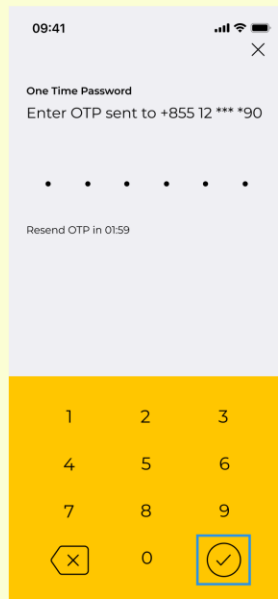 09:41
One Time Password
Enter OTP sent to +855 12 *** *90
Resend OTP in 01:59
1 2 3
4 5 6
7 8 9
0